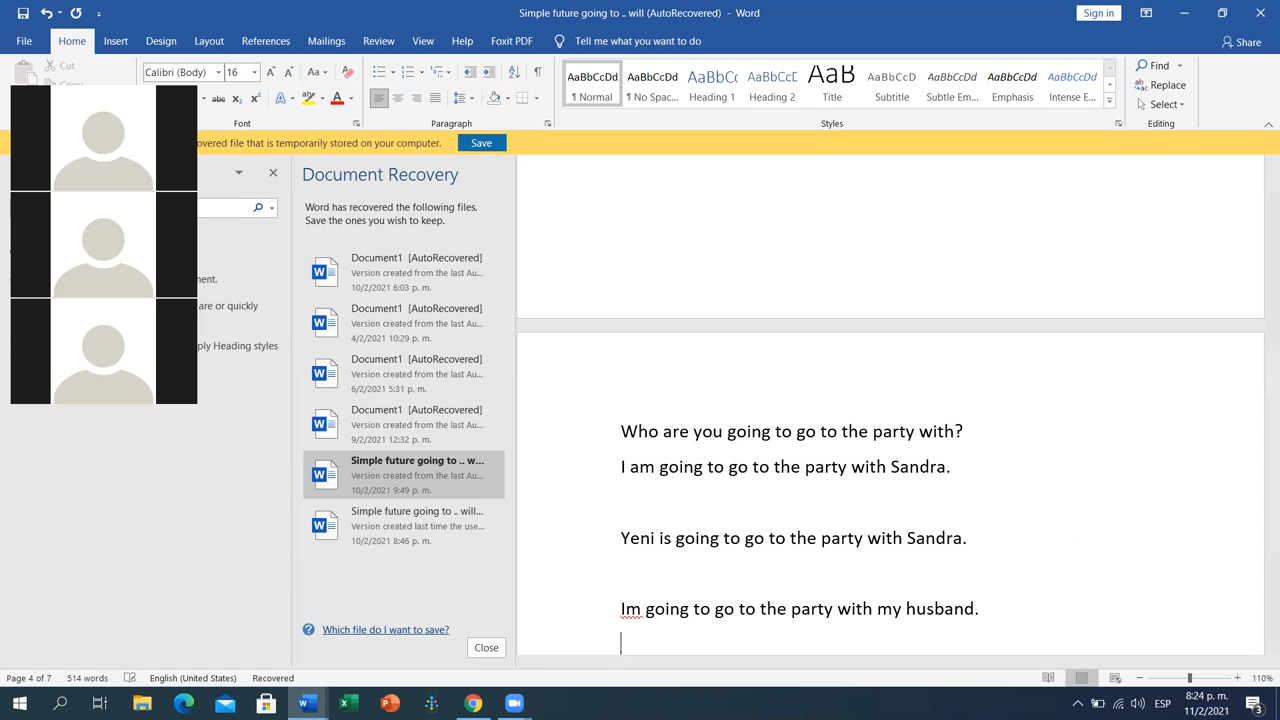 Simple future going to .. will (AutoRecovered) - Word
Sign in
File Home Insert Design Layout References Mailings Review View Help Foxit PDF Tell me what you want to do Share
Cut
Calibri (Body) 16 Aa
Font
Paragraph
AaBbCcDd AaBbCcDd AaBbC AaBbCcE AaB AaBbCcDd AaBbCcDd AaBbCcDd AaBbCcDd
¶ Normal ¶ No Spac... Heading 1 Heading 2 Title Subtitle Subtle Em... Emphasis Intense E...
Styles
Find
Replace
Select
Editing
overed file that is temporarily stored on your computer. Save
ment.
are or quickly
ply Heading styles
Document Recovery
Word has recovered the following files.
Save the ones you wish to keep.
Document1 [AutoRecovered]
Version created from the last Au...
10/2/2021 6:03 p. m.
Document1 [AutoRecovered]
Version created from the last Au...
4/2/2021 10:29 p. m.
Document1 [AutoRecovered]
Version created from the last Au...
6/2/2021 5:31 p. m.
Document1 [AutoRecovered]
Version created from the last Au...
9/2/2021 12:32 p. m.
Simple future going to .. w...
Version created from the last Au...
10/2/2021 9:49 p. m.
Simple future going to .. will...
Version created last time the use...
10/2/2021 8:46 p. m.
Which file do I want to save?
Close
Who are you going to go to the party with?
I am going to go to the party with Sandra.
Yeni is going to go to the party with Sandra.
Im going to go to the party with my husband.
Page 4 of 7 514 words English (United States) Recovered 110%
ESP
8:24 p. m.
11/2/2021
3